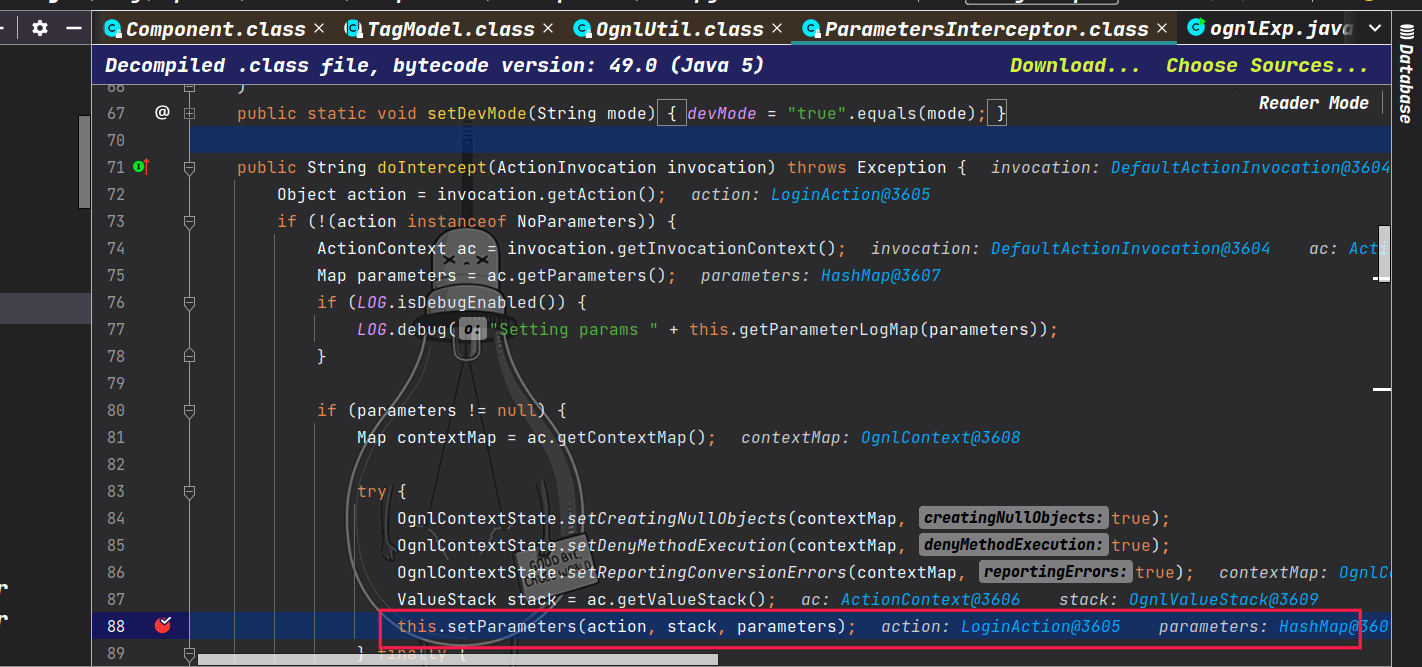 Component.class × TagModel.class × OgnlUtil.class × ParametersInterceptor.class × ognlExp.java
Decompiled .class file, bytecode version: 49.0 (Java 5) Download... Choose Sources...
Database
Reader Mode
66 }
67 @ public static void setDevMode(String mode) { devMode = "true".equals(mode); }
70
71 public String doIntercept(ActionInvocation invocation) throws Exception { invocation: DefaultActionInvocation@3604
72 Object action = invocation.getAction(); action: LoginAction@3605
73 if (!(action instanceof NoParameters)) {
74 ActionContext ac = invocation.getInvocationContext(); invocation: DefaultActionInvocation@3604 ac: Acti
75 Map parameters = ac.getParameters(); parameters: HashMap@3607
76 if (LOG.isDebugEnabled()) {
77 LOG.debug( o: "Setting params " + this.getParameterLogMap(parameters));
78 }
79
80 if (parameters != null) {
81 Map contextMap = ac.getContextMap(); contextMap: OgnlContext@3608
82
83 try {
84 OgnlContextState.setCreatingNullObjects(contextMap, creatingNullObjects: true);
85 OgnlContextState.setDenyMethodExecution(contextMap, denyMethodExecution: true);
86 OgnlContextState.setReportingConversionErrors(contextMap, reportingErrors: true); contextMap: OgnlC
87 ValueStack stack = ac.getValueStack(); ac: ActionContext@3606 stack: OgnlValueStack@3609
88 this.setParameters(action, stack, parameters); action: LoginAction@3605 parameters: HashMap@360
89 } finally {
GOOD BYE,
CRUEL WORLD